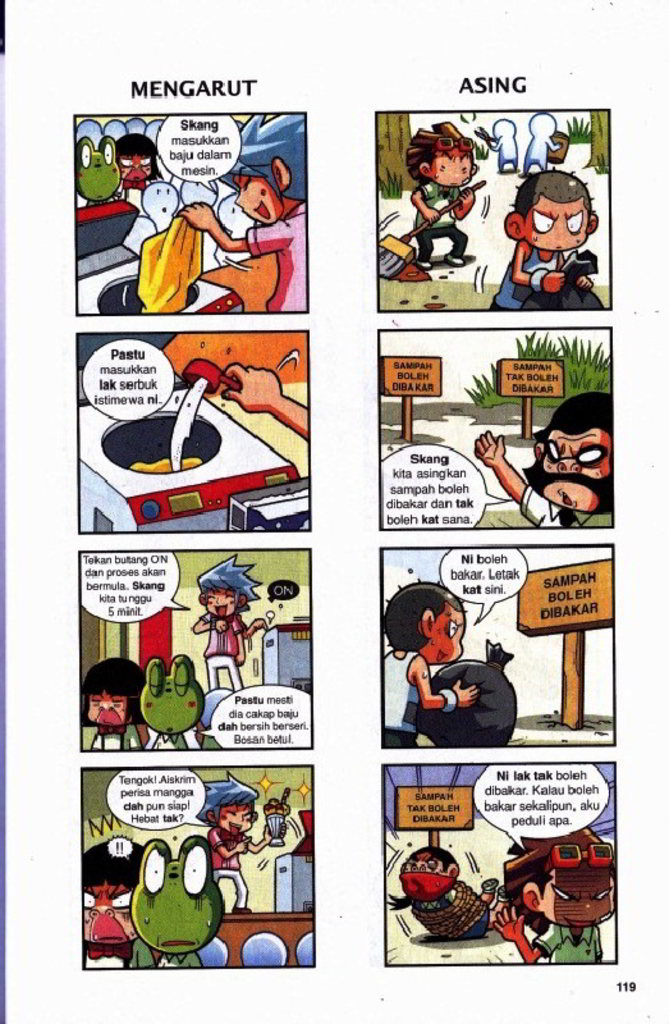 MENGARUT
Skang
masukkan
baju dalam
mesin.
Pastu
masukkan
lak serbuk
istimewa ni.
Tekan butang ON
dan proses akan
bermula. Skang
kita tunggu
5 minit.
ON
Pastu mesti
dia cakap baju
dah bersih berseri.
Bosan betul.
Tengok! Aiskrim
perisa mangga
dah pun siap!
Hebat tak?
!!
ASING
SAMPAH
BOLEH
DIBAKAR
SAMPAH
TAK BOLEH
DIBAKAR
Skang
kita asingkan
sampah boleh
dibakar dan tak
boleh kat sana.
Ni boleh
bakar. Letak
kat sini.
SAMPAH
BOLEH
DIBAKAR
SAMPAH
TAK BOLEH
DIBAKAR
Ni lak tak boleh
dibakar. Kalau boleh
bakar sekalipun, aku
peduli apa.
119